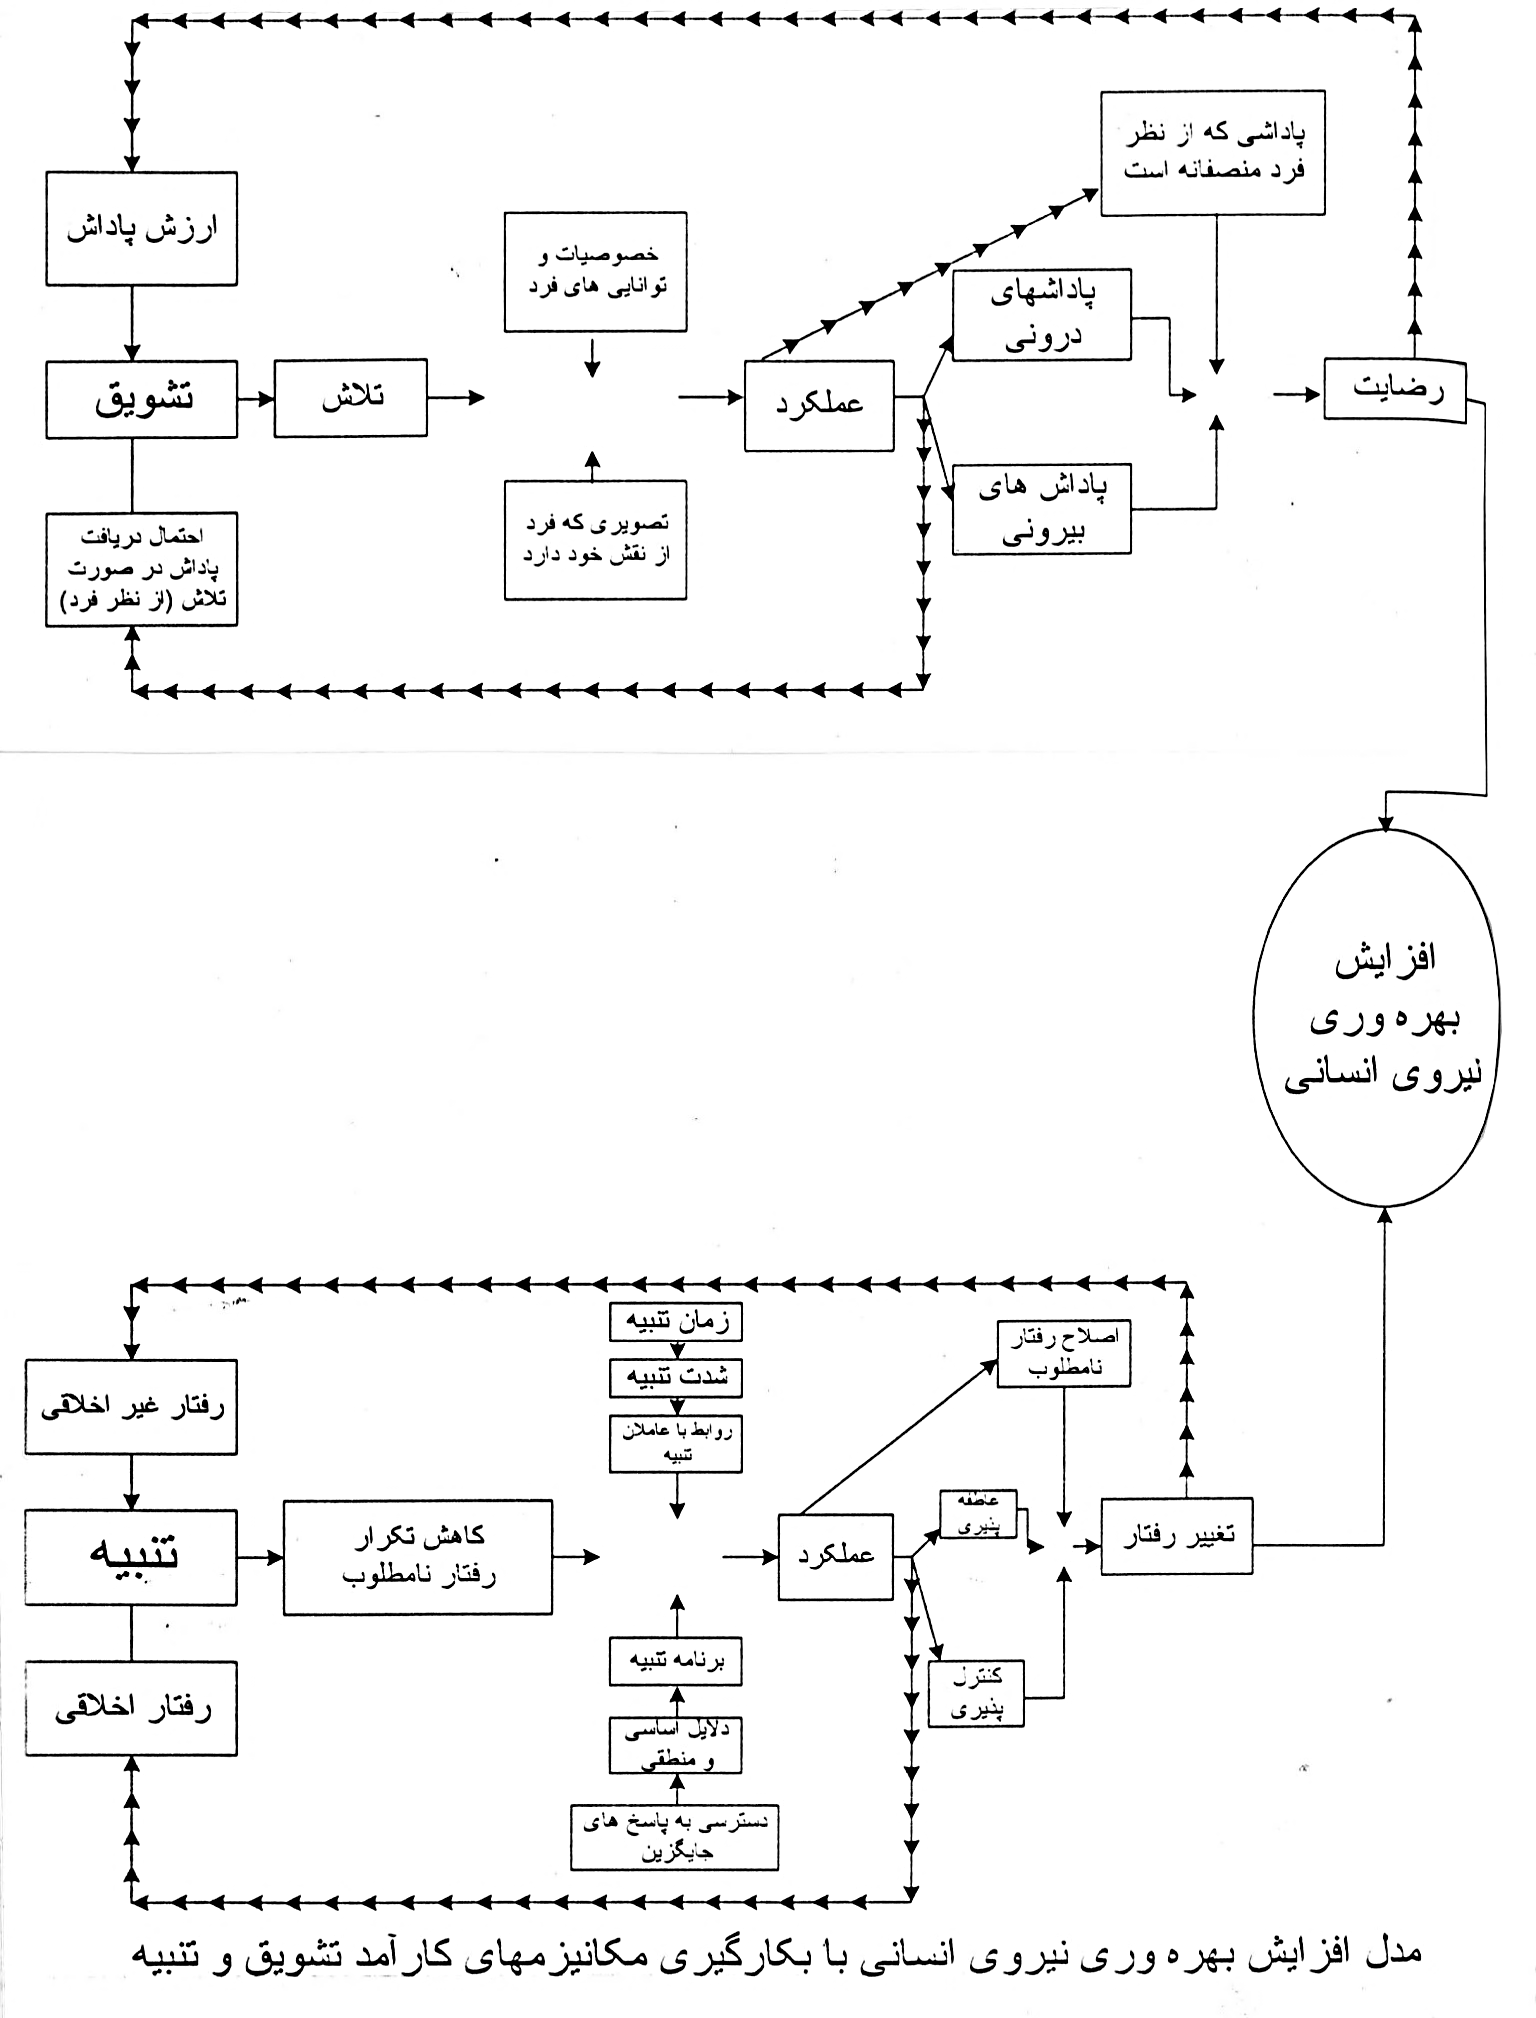 پاداشی که از نظر
فرد منصفانه است
ارزش پاداش
خصوصیات و
توانایی های فرد
پاداشهای
درونی
تشویق
تلاش
عملکرد
رضایت
پاداش های
بیرونی
تصویری که فرد
از نقش خود دارد
احتمال دریافت
پاداش در صورت
تلاش (از نظر فرد)
افزایش
بهره وری
نیروی انسانی
زمان تنبیه
شدت تنبیه
روابط با عاملان
تنبیه
اصلاح رفتار
نامطلوب
رفتار غیر اخلاقی
تنبیه
کاهش تکرار
رفتار نامطلوب
عملکرد
عاطفه
پذیری
تغییر رفتار
کنترل
پذیری
برنامه تنبیه
رفتار اخلاقی
دلایل اساسی
و منطقی
دسترسی به پاسخ های
جایگزین
مدل افزایش بهره وری نیروی انسانی با بکارگیری مکانیزمهای کارآمد تشویق و تنبیه